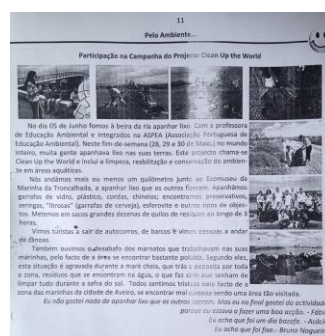 11
Pelo Ambiente...
Participação na Campanha do Projecto Clean Up the World
No dia 05 de Junho fomos à beira da ria apanhar lixo. Com a professora
de Educação Ambiental e integrados na ASPEA (Associação Portuguesa de
Educação Ambiental). Neste fim-de-semana (28, 29 e 30 de Maio,) no mundo
inteiro, muita gente apanhava lixo nas suas terras. Este projecto chama-se
Clean Up the World e inclui a limpeza, reabilitação e conservação do ambien-
te em áreas aquáticas.
Nós andámos mais ou menos um quilómetro junto ao Ecomuseu da
Marinha da Troncalhada, a apanhar lixo que os outros fizeram. Apanhámos
garrafas de vidro, plástico, cordas, chinelos; encontramos preservativos,
seringas, "litrosas" (garrafas de cerveja), esferovite e outros tipos de objec-
tos. Metemos em sacos grandes dezenas de quilos de resíduos ao longo de 3
horas.
Vimos turistas a sair de autocarros, de barcos e vimos pessoas a andar
de canoas.
Também ouvimos o desabafo dos marnotos que trabalhavam nas suas
marinhas, pelo facto de a área se encontrar bastante poluída. Segundo eles,
esta situação é agravada durante a maré cheia, que trás e deposita por toda
a zona, resíduos que se encontram na água, o que faz com que tenham de
limpar tudo durante a safra do sal. Todos sentimos tristeza pelo facto de a
zona das marinhas da cidade de Aveiro, se encontrar mal cuidada sendo uma área tão visitada.
Eu não gostei nada de apanhar lixo que os outros fizeram. Mas eu no final gostei da actividade
porque eu estava a fazer uma boa acção. - Fábio
Eu acho que foi um dia bacofe. - André
Eu acho que foi fixe.- Bruna Nogueira